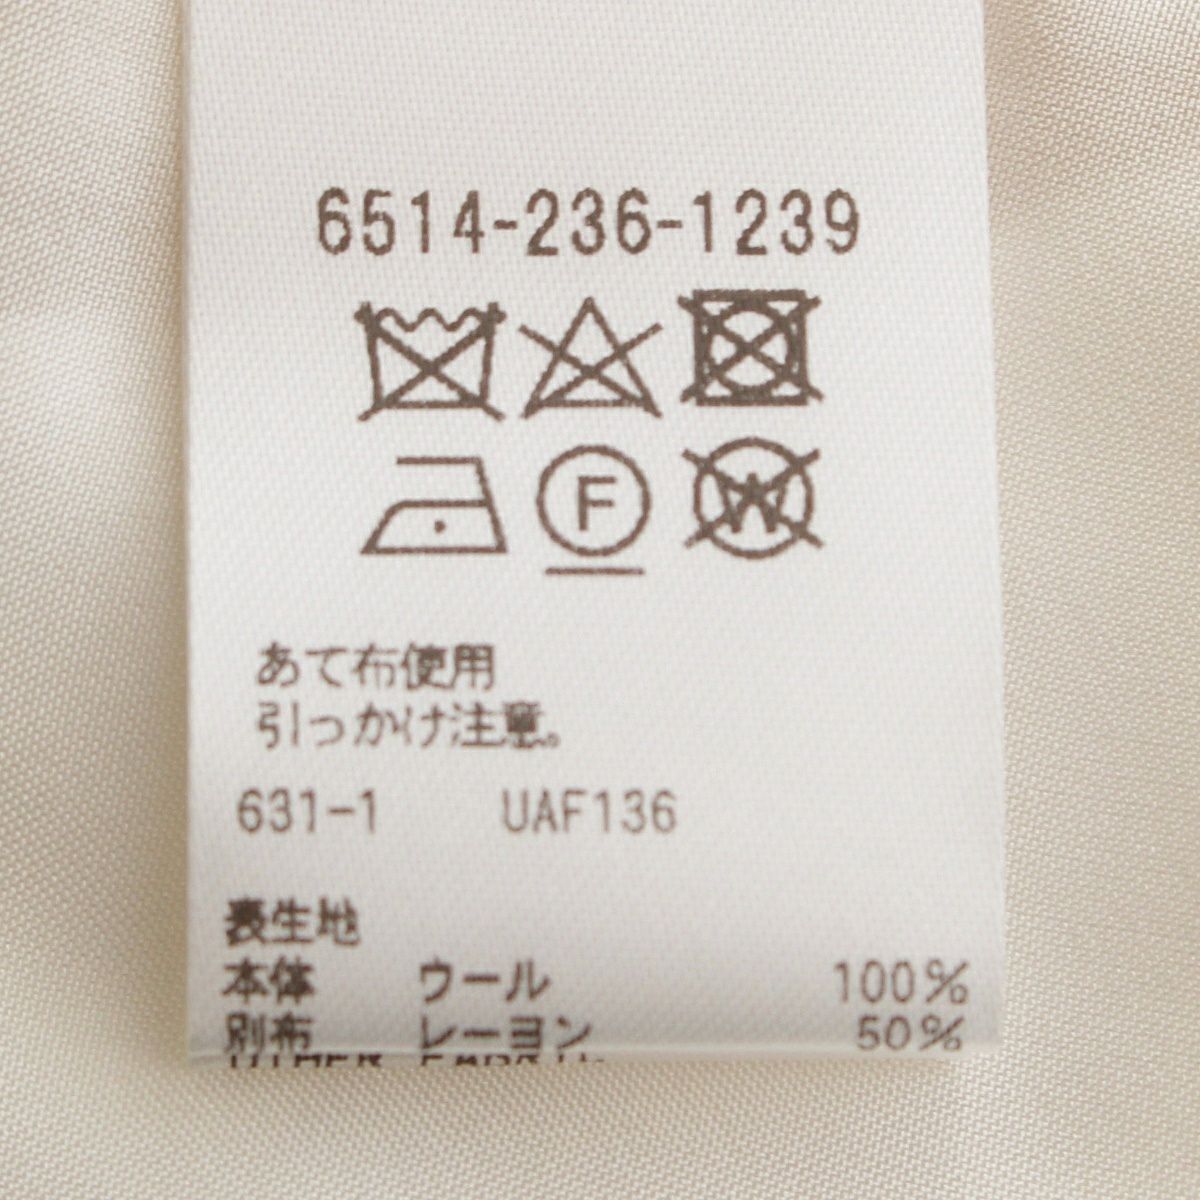 6514-236-1239
F W
あて布使用
引っかけ注意。
631-1 UAF136
表生地
本体 ウール 100%
別布 レーヨン 50%